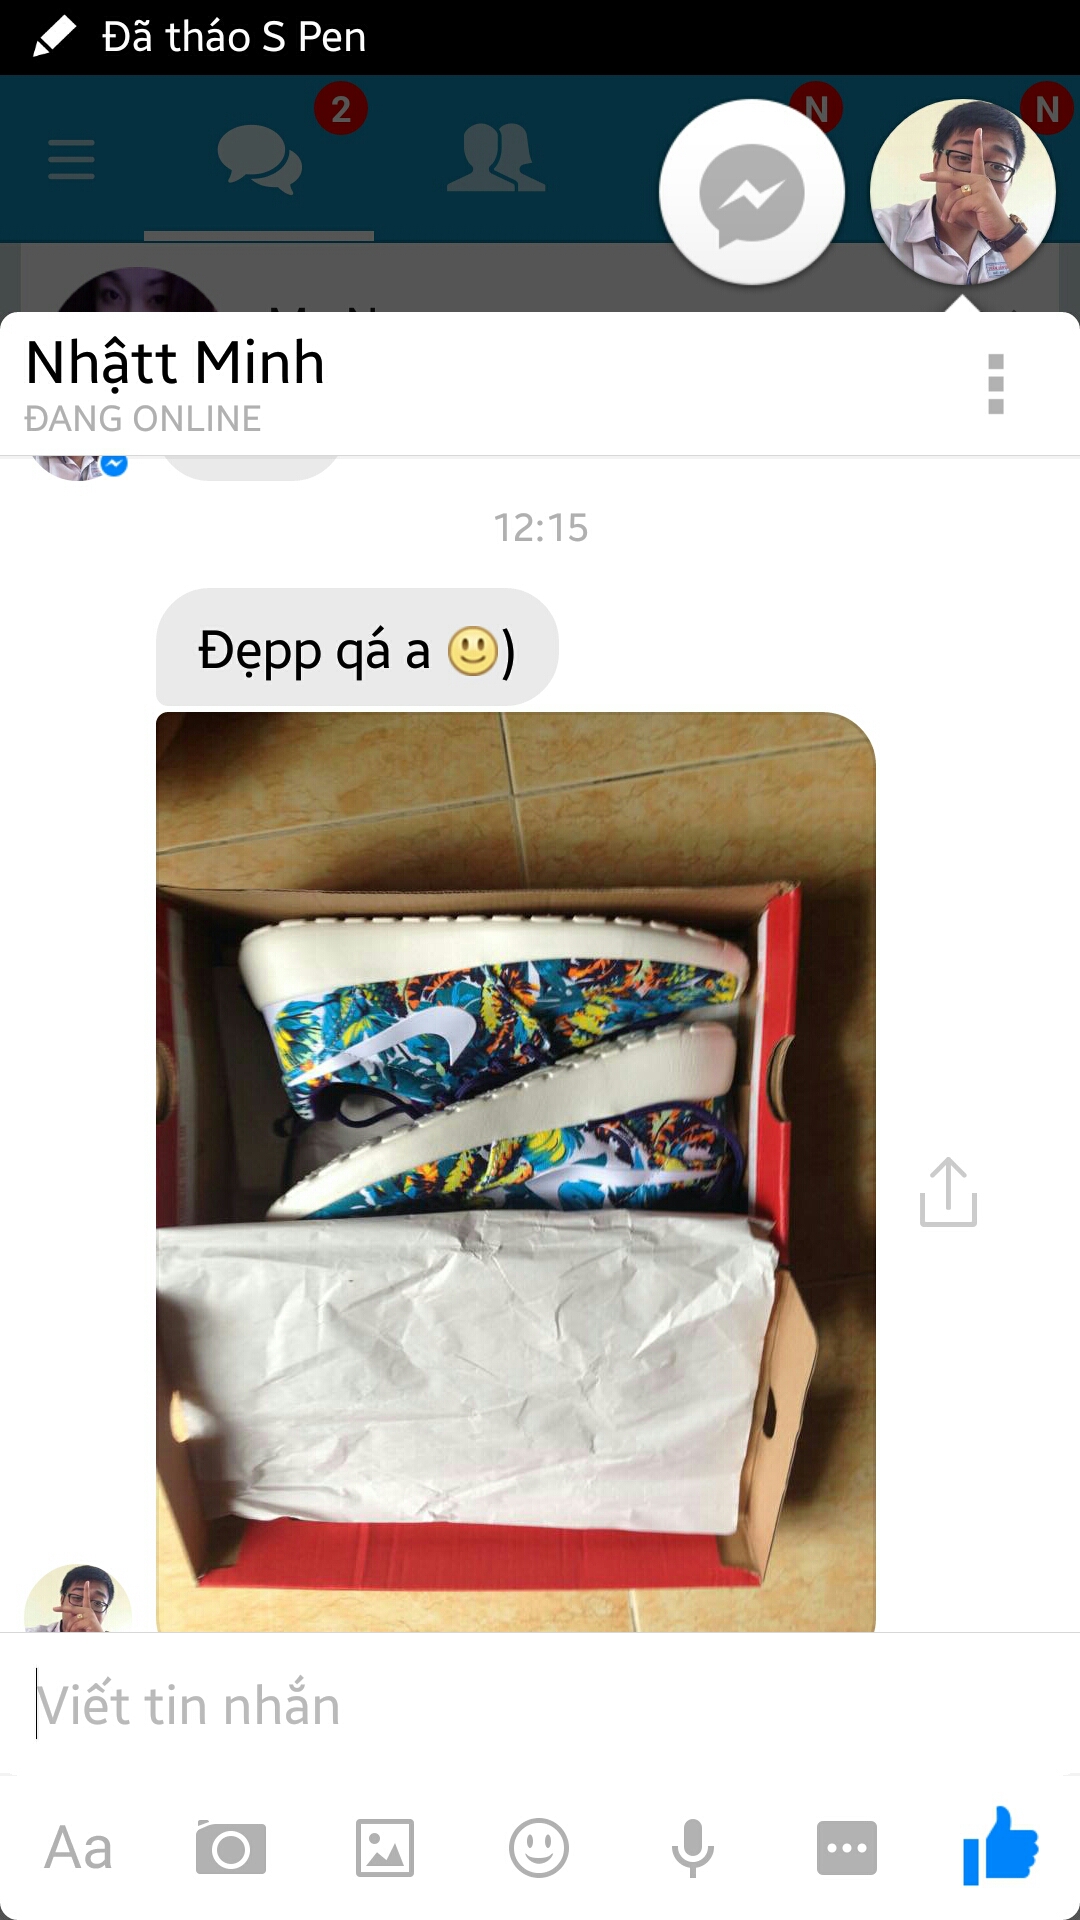 Đã tháo S Pen
2
N
N
Nhậtt Minh
ĐANG ONLINE
12:15
Đẹpp qá a 🙂)
Viết tin nhắn
Aa